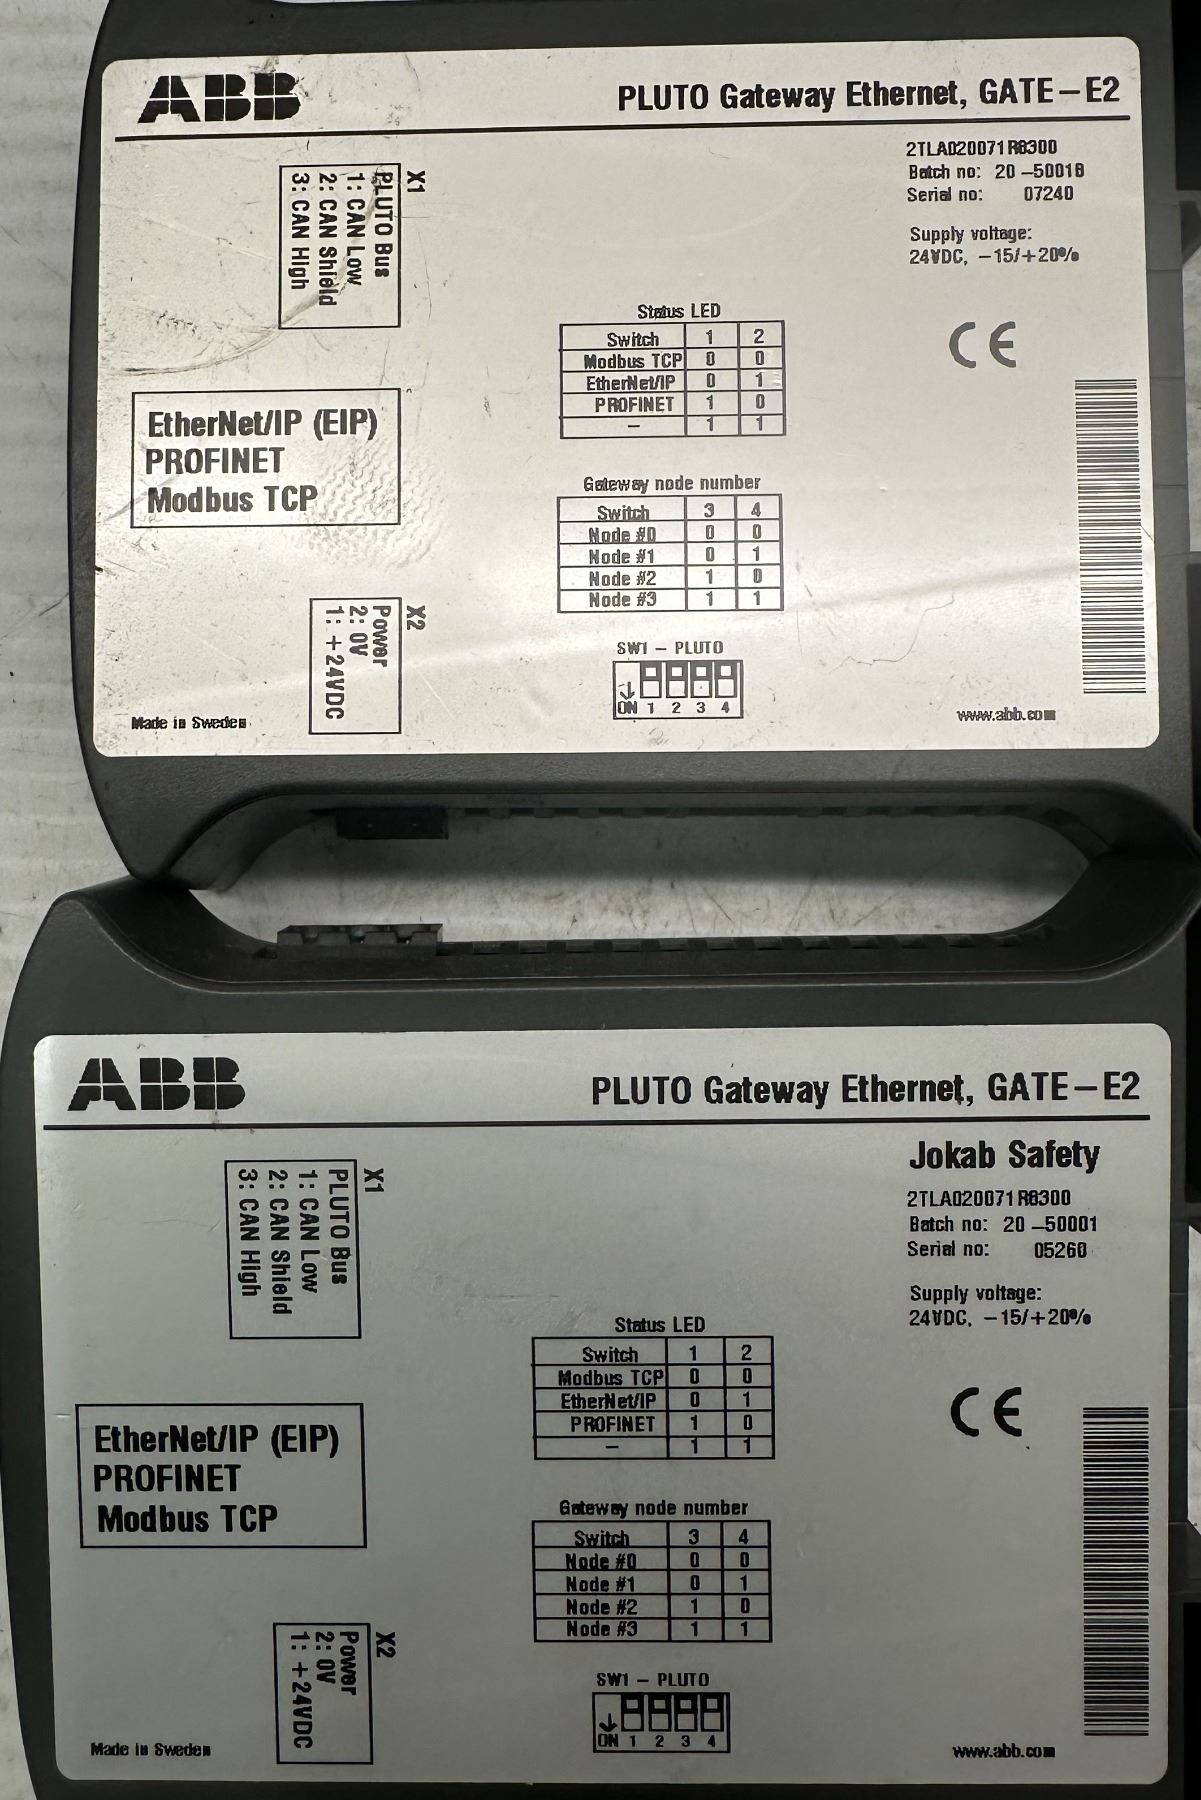 ABB
PLUTO Gateway Ethernet, GATE-E2
2TLA020071R8300
Batch no: 20-50018
Serial no: 07240
Supply voltage:
24VDC, -15/+20%
X1
PLUTO Bus
1: CAN Low
2: CAN Shield
3: CAN High
Status LED
Switch 1 2
Modbus TCP 0 0
EtherNet/IP 0 1
PROFINET 1 0
- 1 1
CE
EtherNet/IP (EIP)
PROFINET
Modbus TCP
Gateway node number
Switch 3 4
Node #0 0 0
Node #1 0 1
Node #2 1 0
Node #3 1 1
X2
Power
2: 0V
1: +24VDC
SW1 - PLUTO
↓
ON 1 2 3 4
Made in Sweden
www.abb.com
ABB
PLUTO Gateway Ethernet, GATE-E2
Jokab Safety
2TLA020071R8300
Batch no: 20-50001
Serial no: 05260
Supply voltage:
24VDC, -15/+20%
X1
PLUTO Bus
1: CAN Low
2: CAN Shield
3: CAN High
Status LED
Switch 1 2
Modbus TCP 0 0
EtherNet/IP 0 1
PROFINET 1 0
- 1 1
CE
EtherNet/IP (EIP)
PROFINET
Modbus TCP
Gateway node number
Switch 3 4
Node #0 0 0
Node #1 0 1
Node #2 1 0
Node #3 1 1
X2
Power
2: 0V
1: +24VDC
SW1 - PLUTO
↓
ON 1 2 3 4
Made in Sweden
www.abb.com